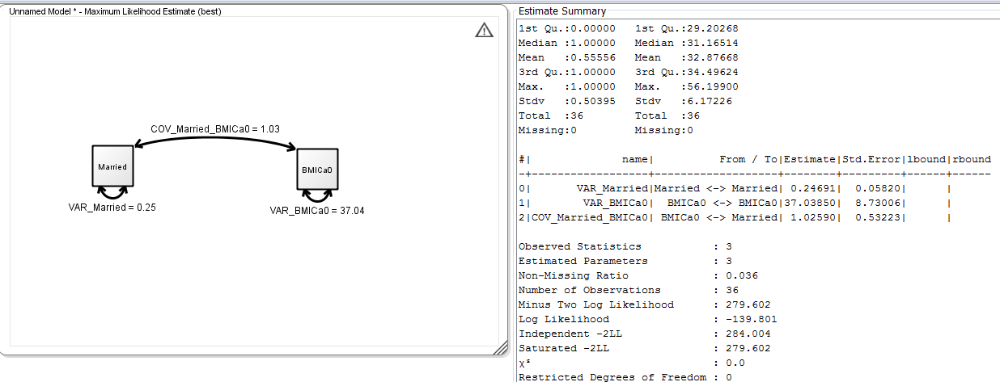 Unnamed Model * - Maximum Likelihood Estimate (best)
COV_Married_BMICa0 = 1.03
Married
BMICa0
VAR_Married = 0.25
VAR_BMICa0 = 37.04
Estimate Summary
1st Qu.:0.00000   1st Qu.:29.20268
Median :1.00000   Median :31.16514
Mean   :0.55556   Mean   :32.87668
3rd Qu.:1.00000   3rd Qu.:34.49624
Max.   :1.00000   Max.   :56.19900
Stdv   :0.50395   Stdv   :6.17226
Total  :36        Total  :36
Missing:0         Missing:0
#|               name|          From / To|Estimate|Std.Error|lbound|rbound
-+-------------------+-------------------+--------+---------+------+------
0|        VAR_Married|Married <-> Married| 0.24691|  0.05820|      |
1|         VAR_BMICa0|  BMICa0 <-> BMICa0|37.03850|  8.73006|      |
2|COV_Married_BMICa0| BMICa0 <-> Married| 1.02590|  0.53223|      |
Observed Statistics           : 3
Estimated Parameters          : 3
Non-Missing Ratio             : 0.036
Number of Observations        : 36
Minus Two Log Likelihood      : 279.602
Log Likelihood                : -139.801
Independent -2LL              : 284.004
Saturated -2LL                : 279.602
χ²                            : 0.0
Restricted Degrees of Freedom : 0